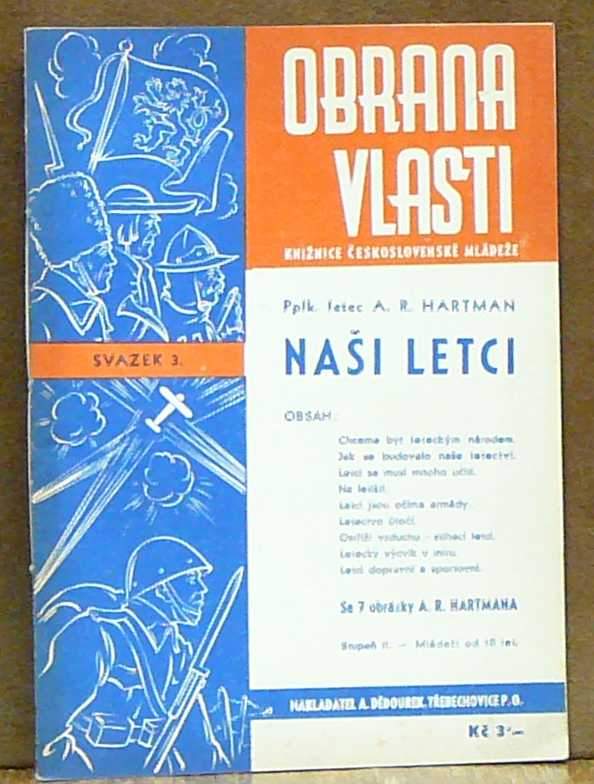 OBRANA
VLASTI
KNIŽNICE ČESKOSLOVENSKÉ MLÁDEŽE
Pplk. letec A. R. HARTMAN
NAŠI LETCI
SVAZEK 3.
OBSAH:
Chceme být leteckým národem.
Jak se budovalo naše letectví.
Letci se musí mnoho učiti.
Na letišti.
Letci jsou očima armády.
Letectvo útočí.
Ostříži vzduchu - stíhací letci.
Letecký výcvik v míru.
Letci dopravní a sportovní.
Se 7 obrázky A. R. HARTMANA
Stupeň II. — Mládeži od 10 let.
NAKLADATEL A. DĚDOUREK, TŘEBECHOVICE P. O.
Kč 3'—